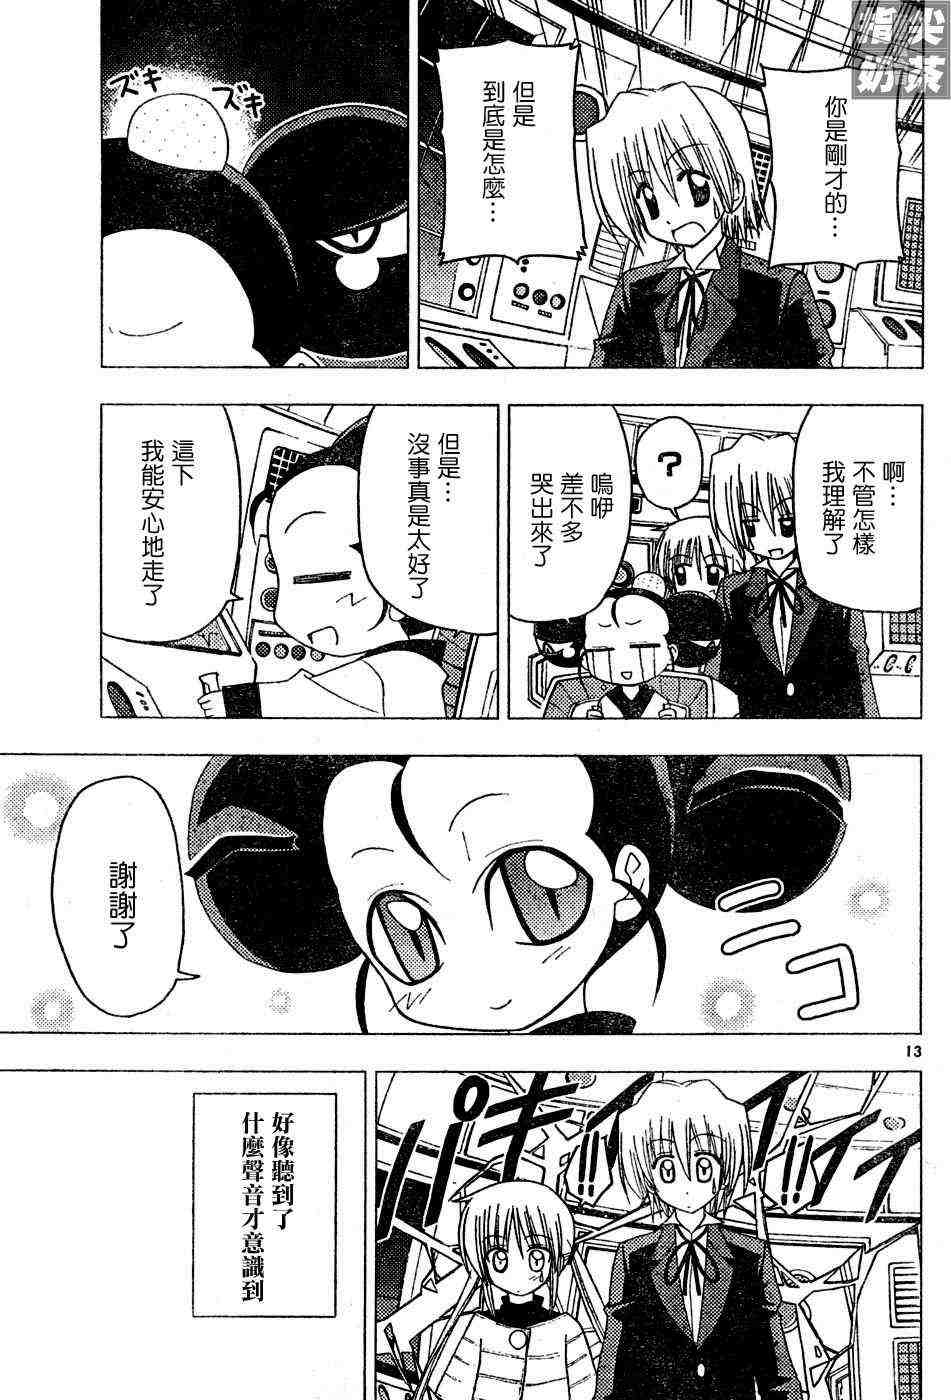 指尖
奶茶
你是剛才的…
但是
到底是怎麼…
ズキ
ズキ
啊…
不管怎樣
我理解了
？
嗚咿
差不多
哭出來了
但是…
沒事真是太好了
這下
我能安心地走了
謝謝了
ニコ
13
パキィィィ!!
好像聽到了
什麼聲音才意識到